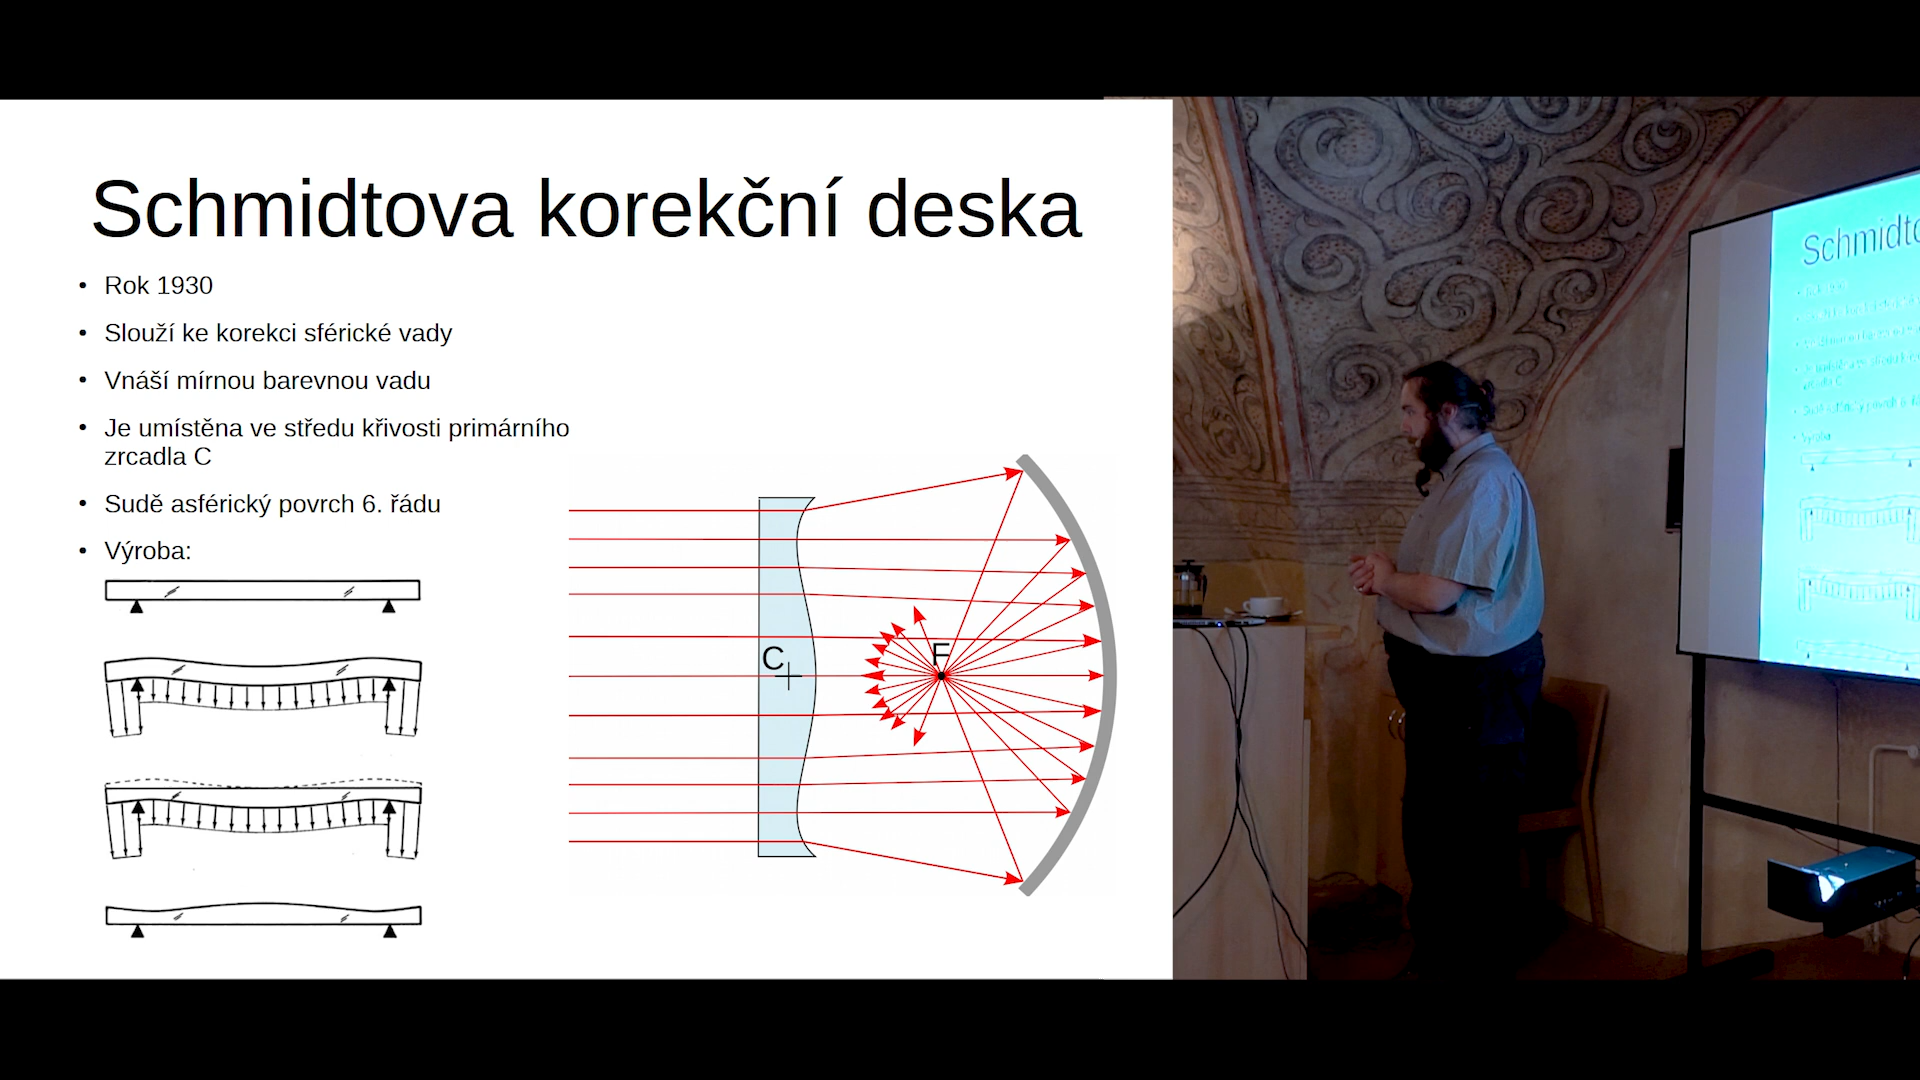 Schmidtova korekční deska
• Rok 1930
• Slouží ke korekci sférické vady
• Vnáší mírnou barevnou vadu
• Je umístěna ve středu křivosti primárního
zrcadla C
• Sudě asférický povrch 6. řádu
• Výroba:
C
F
Schmidto